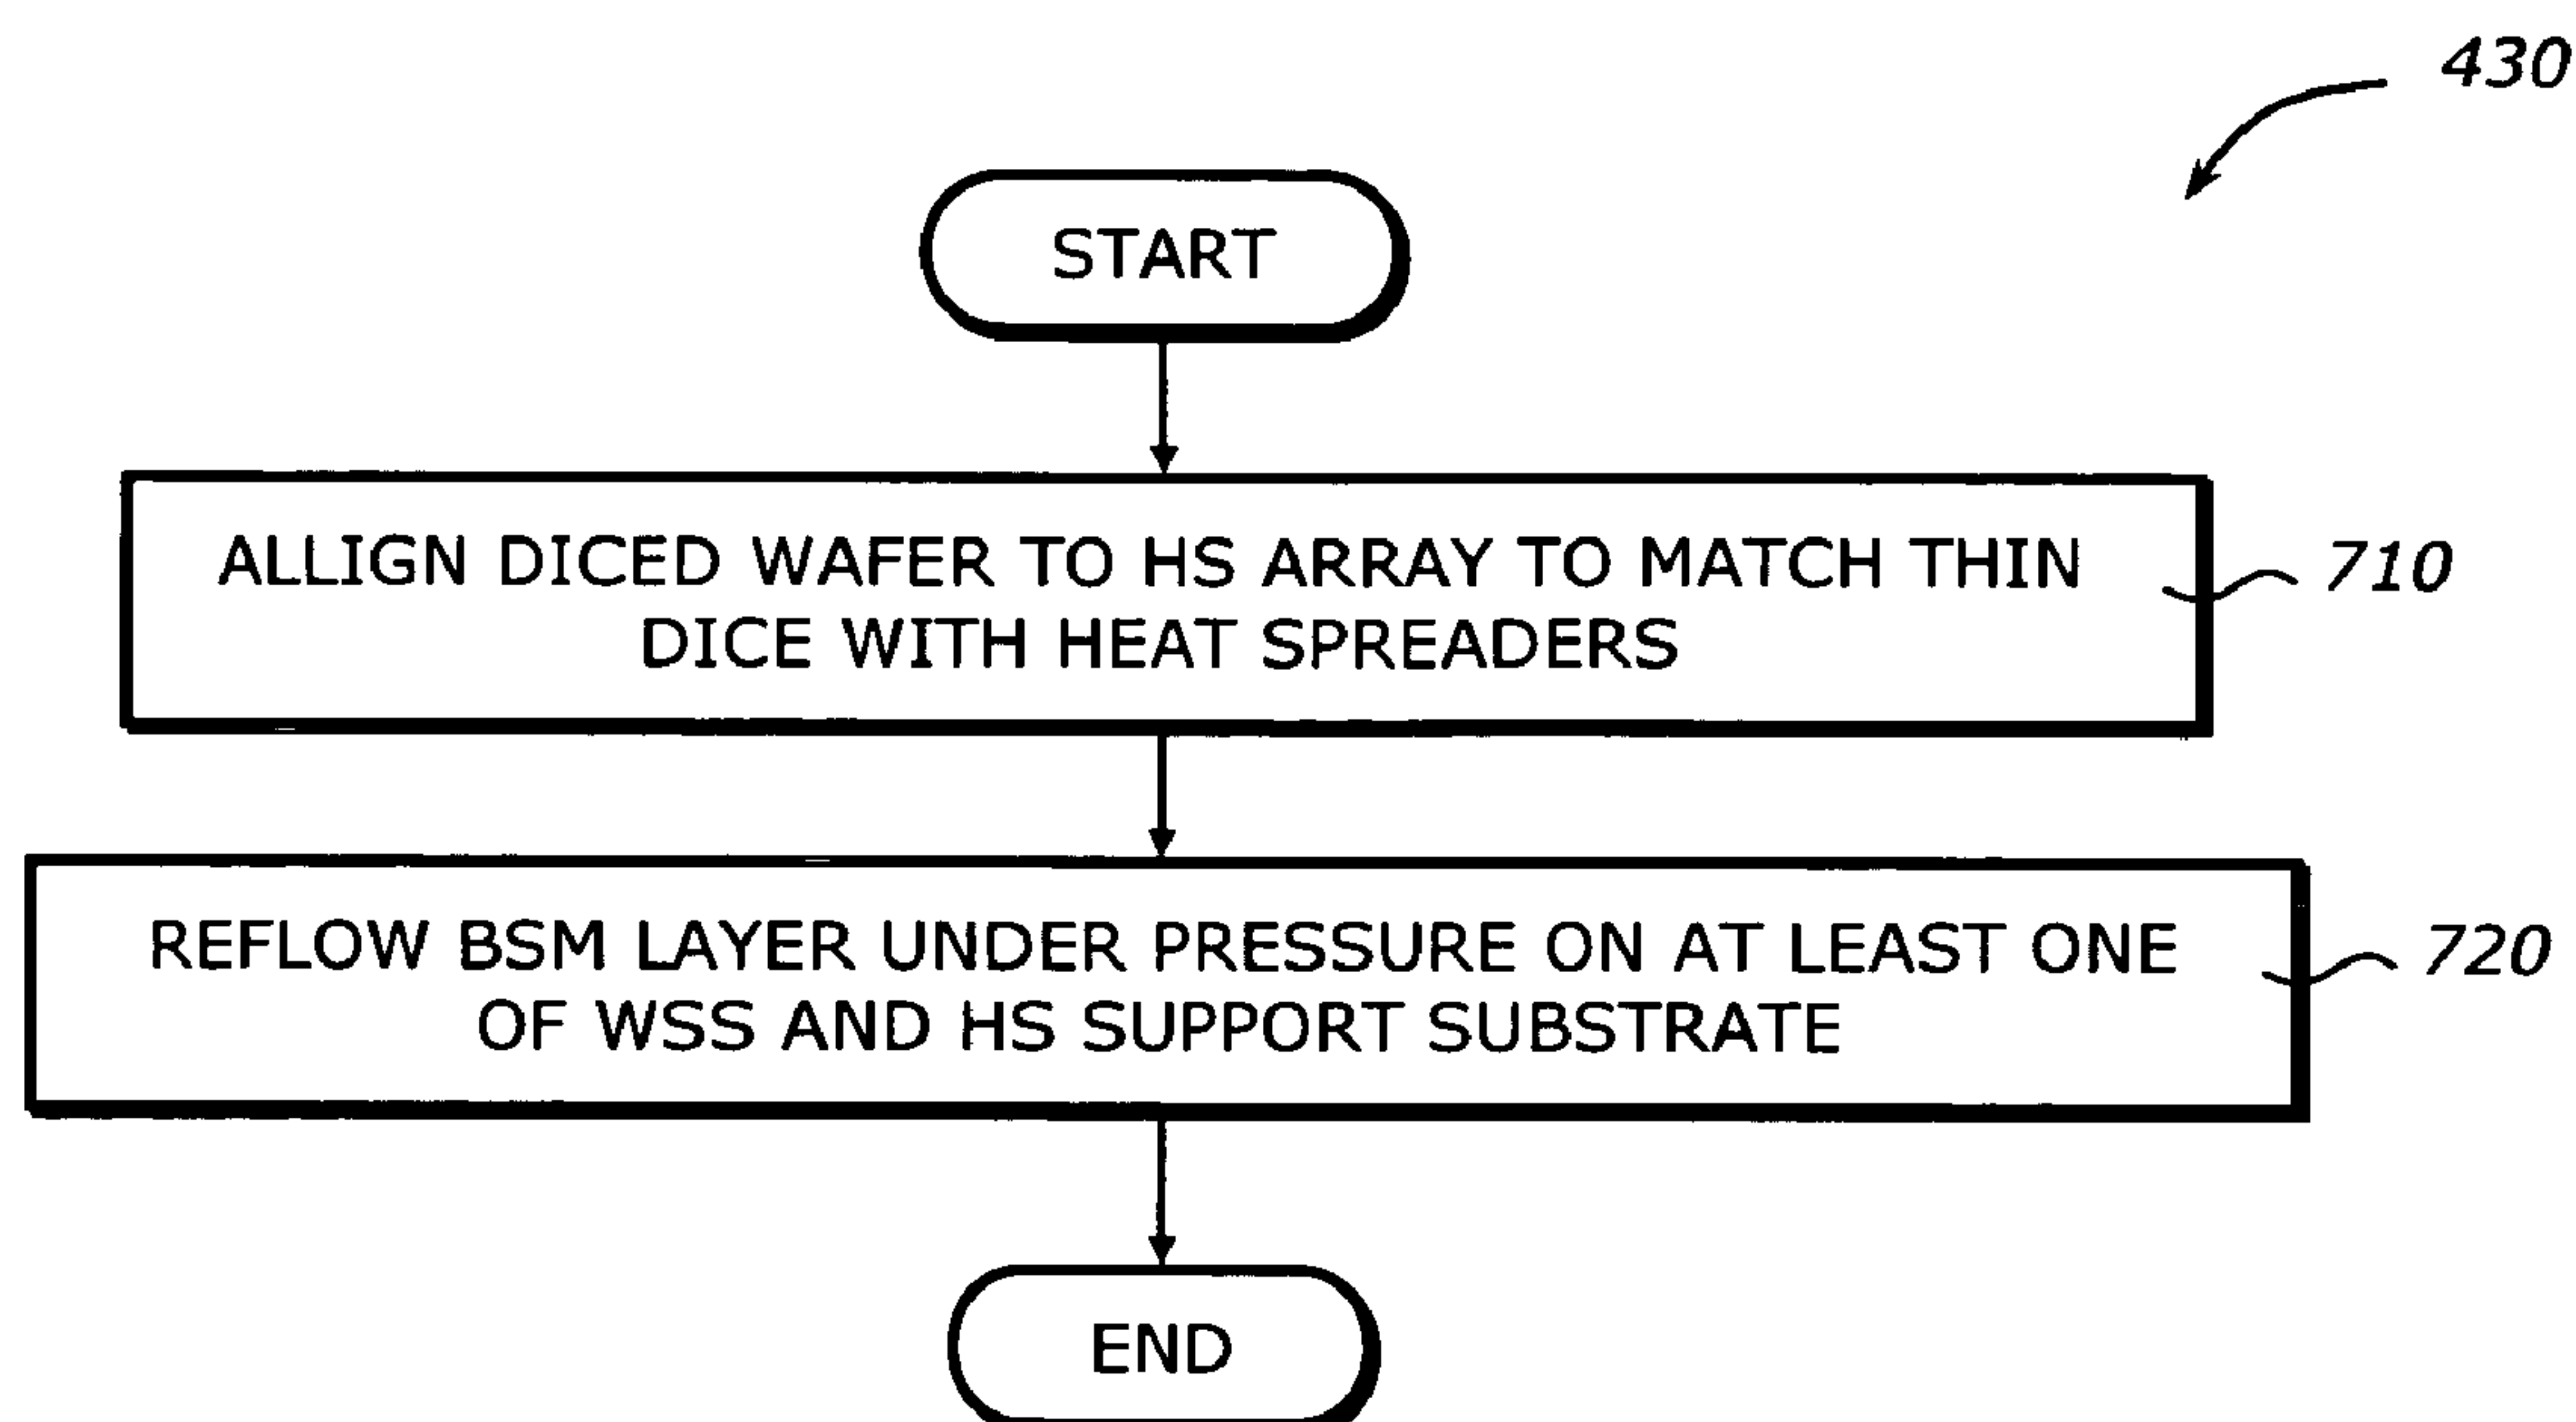 430
START
ALLIGN DICED WAFER TO HS ARRAY TO MATCH THIN
DICE WITH HEAT SPREADERS
710
REFLOW BSM LAYER UNDER PRESSURE ON AT LEAST ONE
OF WSS AND HS SUPPORT SUBSTRATE
720
END